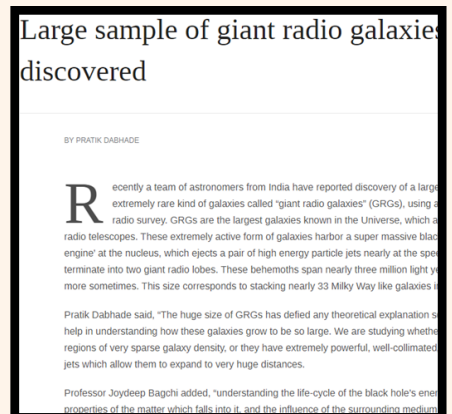 Large sample of giant radio galaxies
discovered
BY PRATIK DABHADE
Recently a team of astronomers from India have reported discovery of a large
extremely rare kind of galaxies called “giant radio galaxies” (GRGs), using a
radio survey. GRGs are the largest galaxies known in the Universe, which a
radio telescopes. These extremely active form of galaxies harbor a super massive blac
engine’ at the nucleus, which ejects a pair of high energy particle jets nearly at the spe
terminate into two giant radio lobes. These behemoths span nearly three million light ye
more sometimes. This size corresponds to stacking nearly 33 Milky Way like galaxies i
Pratik Dabhade said, “The huge size of GRGs has defied any theoretical explanation s
help in understanding how these galaxies grow to be so large. We are studying whethe
regions of very sparse galaxy density, or they have extremely powerful, well-collimated,
jets which allow them to expand to very huge distances.
Professor Joydeep Bagchi added, “understanding the life-cycle of the black hole's ener
properties of the matter which falls into it, and the influence of the surrounding medium